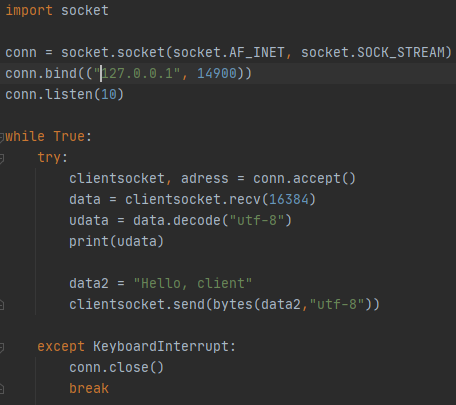 import socket
conn = socket.socket(socket.AF_INET, socket.SOCK_STREAM)
conn.bind(("127.0.0.1", 14900))
conn.listen(10)
while True:
    try:
        clientsocket, adress = conn.accept()
        data = clientsocket.recv(16384)
        udata = data.decode("utf-8")
        print(udata)
        data2 = "Hello, client"
        clientsocket.send(bytes(data2,"utf-8"))
    except KeyboardInterrupt:
        conn.close()
        break